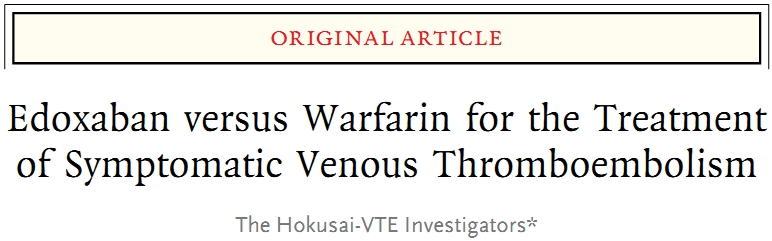 ORIGINAL ARTICLE
Edoxaban versus Warfarin for the Treatment
of Symptomatic Venous Thromboembolism
The Hokusai-VTE Investigators*